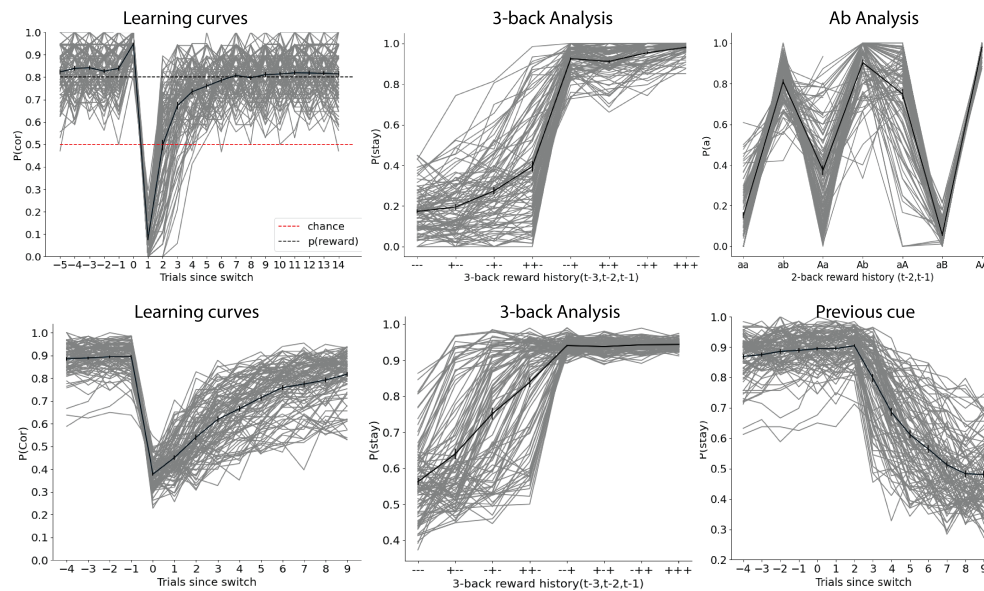 Learning curves
3-back Analysis
Ab Analysis
1.0
0.9
0.8
0.7
0.6
0.5
0.4
0.3
0.2
0.1
0.0
P(cor)
chance
p(reward)
−5 −4 −3 −2 −1 0 1 2 3 4 5 6 7 8 9 10 11 12 13 14
Trials since switch
1.0
0.8
0.6
0.4
0.2
0.0
P(stay)
--- +-- -+- ++- --+ +-+ -++ +++
3-back reward history(t-3,t-2,t-1)
1.0
0.8
0.6
0.4
0.2
0.0
P(a)
aa ab Aa Ab aA aB
2-back reward history (t-2,t-1)
Learning curves
3-back Analysis
Previous cue
1.0
0.9
0.8
0.7
0.6
0.5
0.4
0.3
0.2
0.1
0.0
P(Cor)
−4 −3 −2 −1 0 1 2 3 4 5 6 7 8 9
Trials since switch
1.0
0.9
0.8
0.7
0.6
0.5
0.4
P(stay)
--- +-- -+- ++- --+ +-+ -++ +++
3-back reward history(t-3,t-2,t-1)
1.0
0.9
0.8
0.7
0.6
0.5
0.4
0.3
0.2
P(stay)
−4 −3 −2 −1 0 1 2 3 4 5 6 7 8 9
Trials since switch